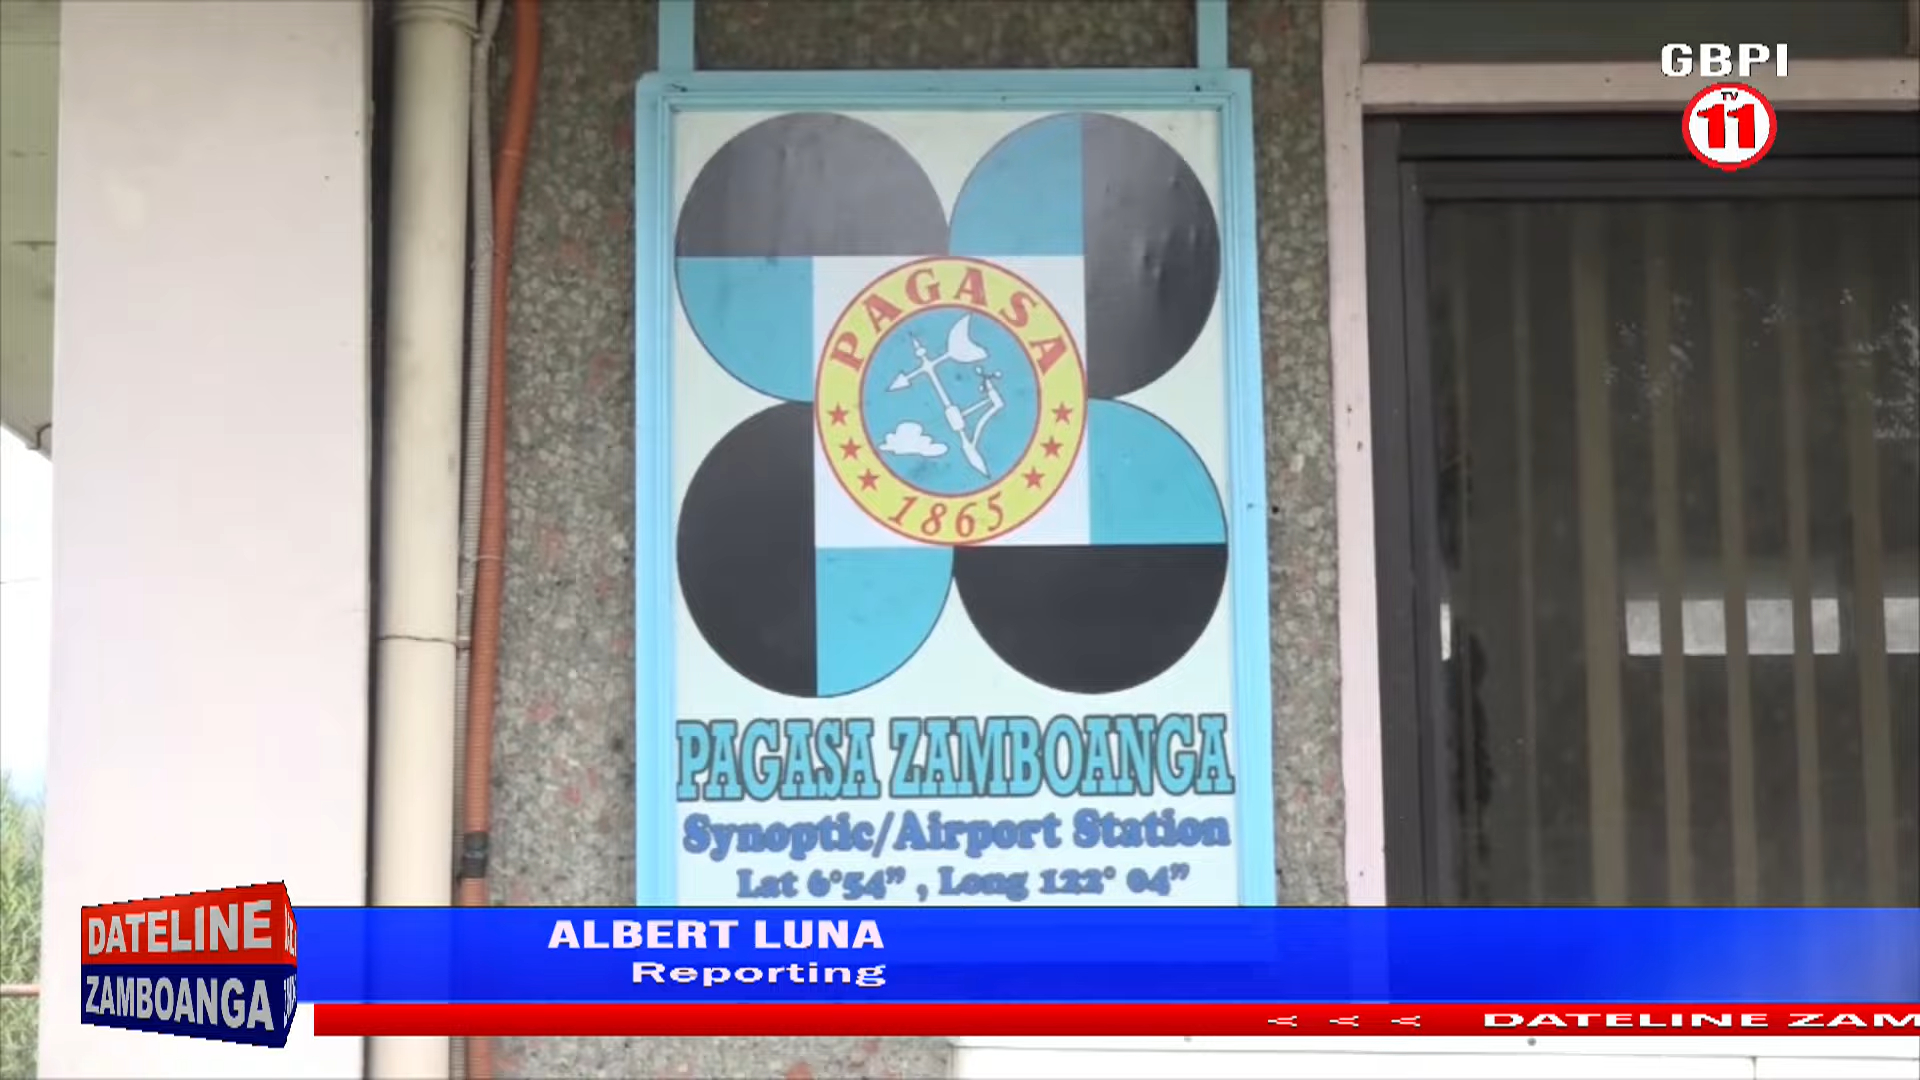 GBPI
TV
11
PAGASA
1865
PAGASA ZAMBOANGA
Synoptic/Airport Station
Lat 6°54” , Long 122° 04”
DATELINE
ZAMBOANGA
ALBERT LUNA
Reporting
< < < DATELINE ZAM